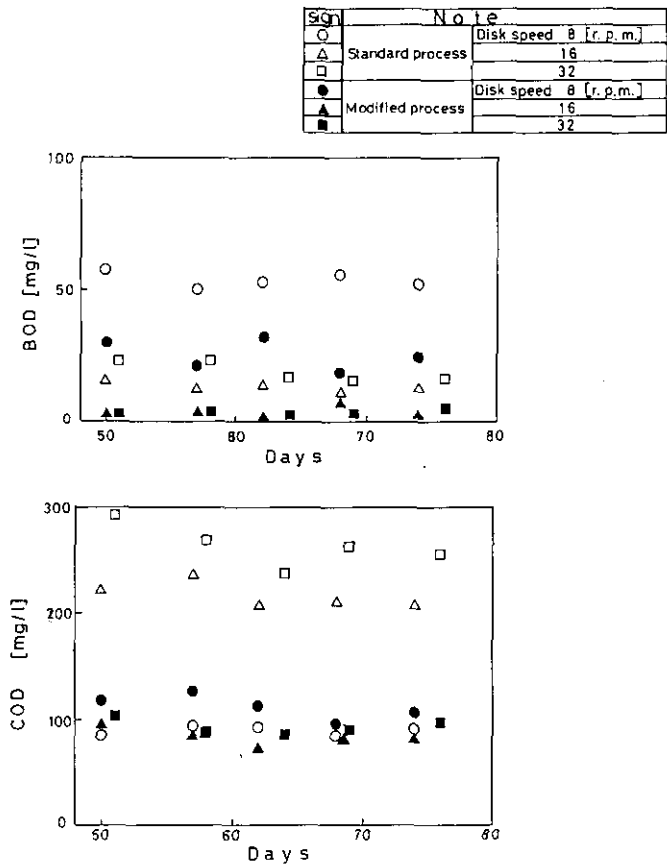 sign Note
○ Standard process Disk speed 8 [r.p.m.]
△ 16
□ 32
● Modified process Disk speed 8 [r.p.m.]
▲ 16
■ 32
100
50
0
BOD [mg/l]
50 60 70 80
Days
300
200
100
0
COD [mg/l]
50 60 70 80
Days